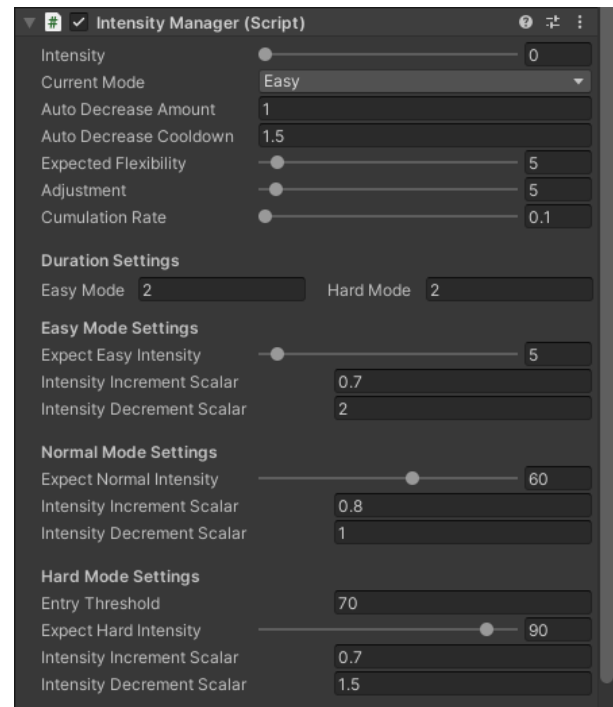 # Intensity Manager (Script)
Intensity 0
Current Mode Easy
Auto Decrease Amount 1
Auto Decrease Cooldown 1.5
Expected Flexibility 5
Adjustment 5
Cumulation Rate 0.1
Duration Settings
Easy Mode 2 Hard Mode 2
Easy Mode Settings
Expect Easy Intensity 5
Intensity Increment Scalar 0.7
Intensity Decrement Scalar 2
Normal Mode Settings
Expect Normal Intensity 60
Intensity Increment Scalar 0.8
Intensity Decrement Scalar 1
Hard Mode Settings
Entry Threshold 70
Expect Hard Intensity 90
Intensity Increment Scalar 0.7
Intensity Decrement Scalar 1.5